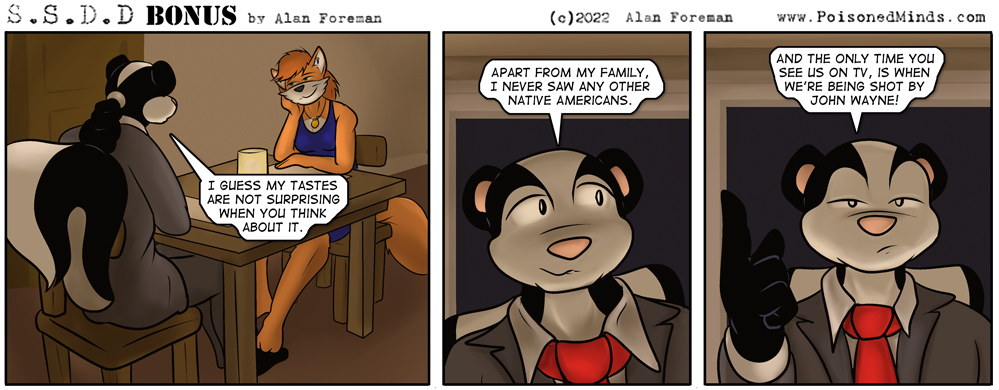 S.S.D.D BONUS by Alan Foreman (c)2022 Alan Foreman www.PoisonedMinds.com
I GUESS MY TASTES
ARE NOT SURPRISING
WHEN YOU THINK
ABOUT IT.
APART FROM MY FAMILY,
I NEVER SAW ANY OTHER
NATIVE AMERICANS.
AND THE ONLY TIME YOU
SEE US ON TV, IS WHEN
WE'RE BEING SHOT BY
JOHN WAYNE!